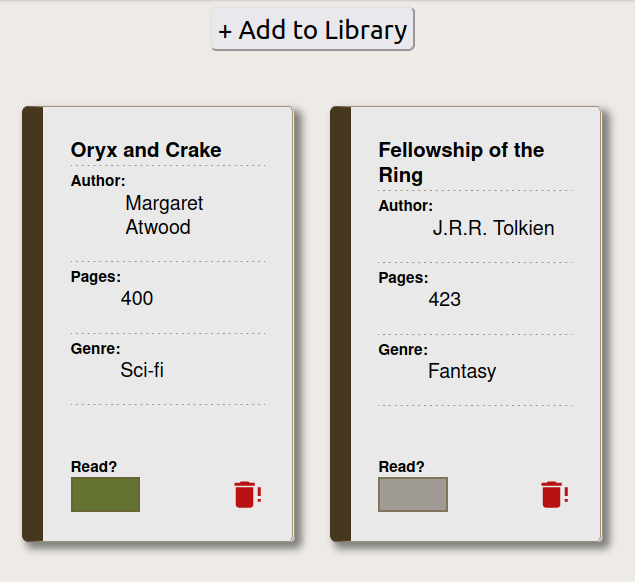 + Add to Library
Oryx and Crake
Author:
Margaret
Atwood
Pages:
400
Genre:
Sci-fi
Read?
Fellowship of the
Ring
Author:
J.R.R. Tolkien
Pages:
423
Genre:
Fantasy
Read?